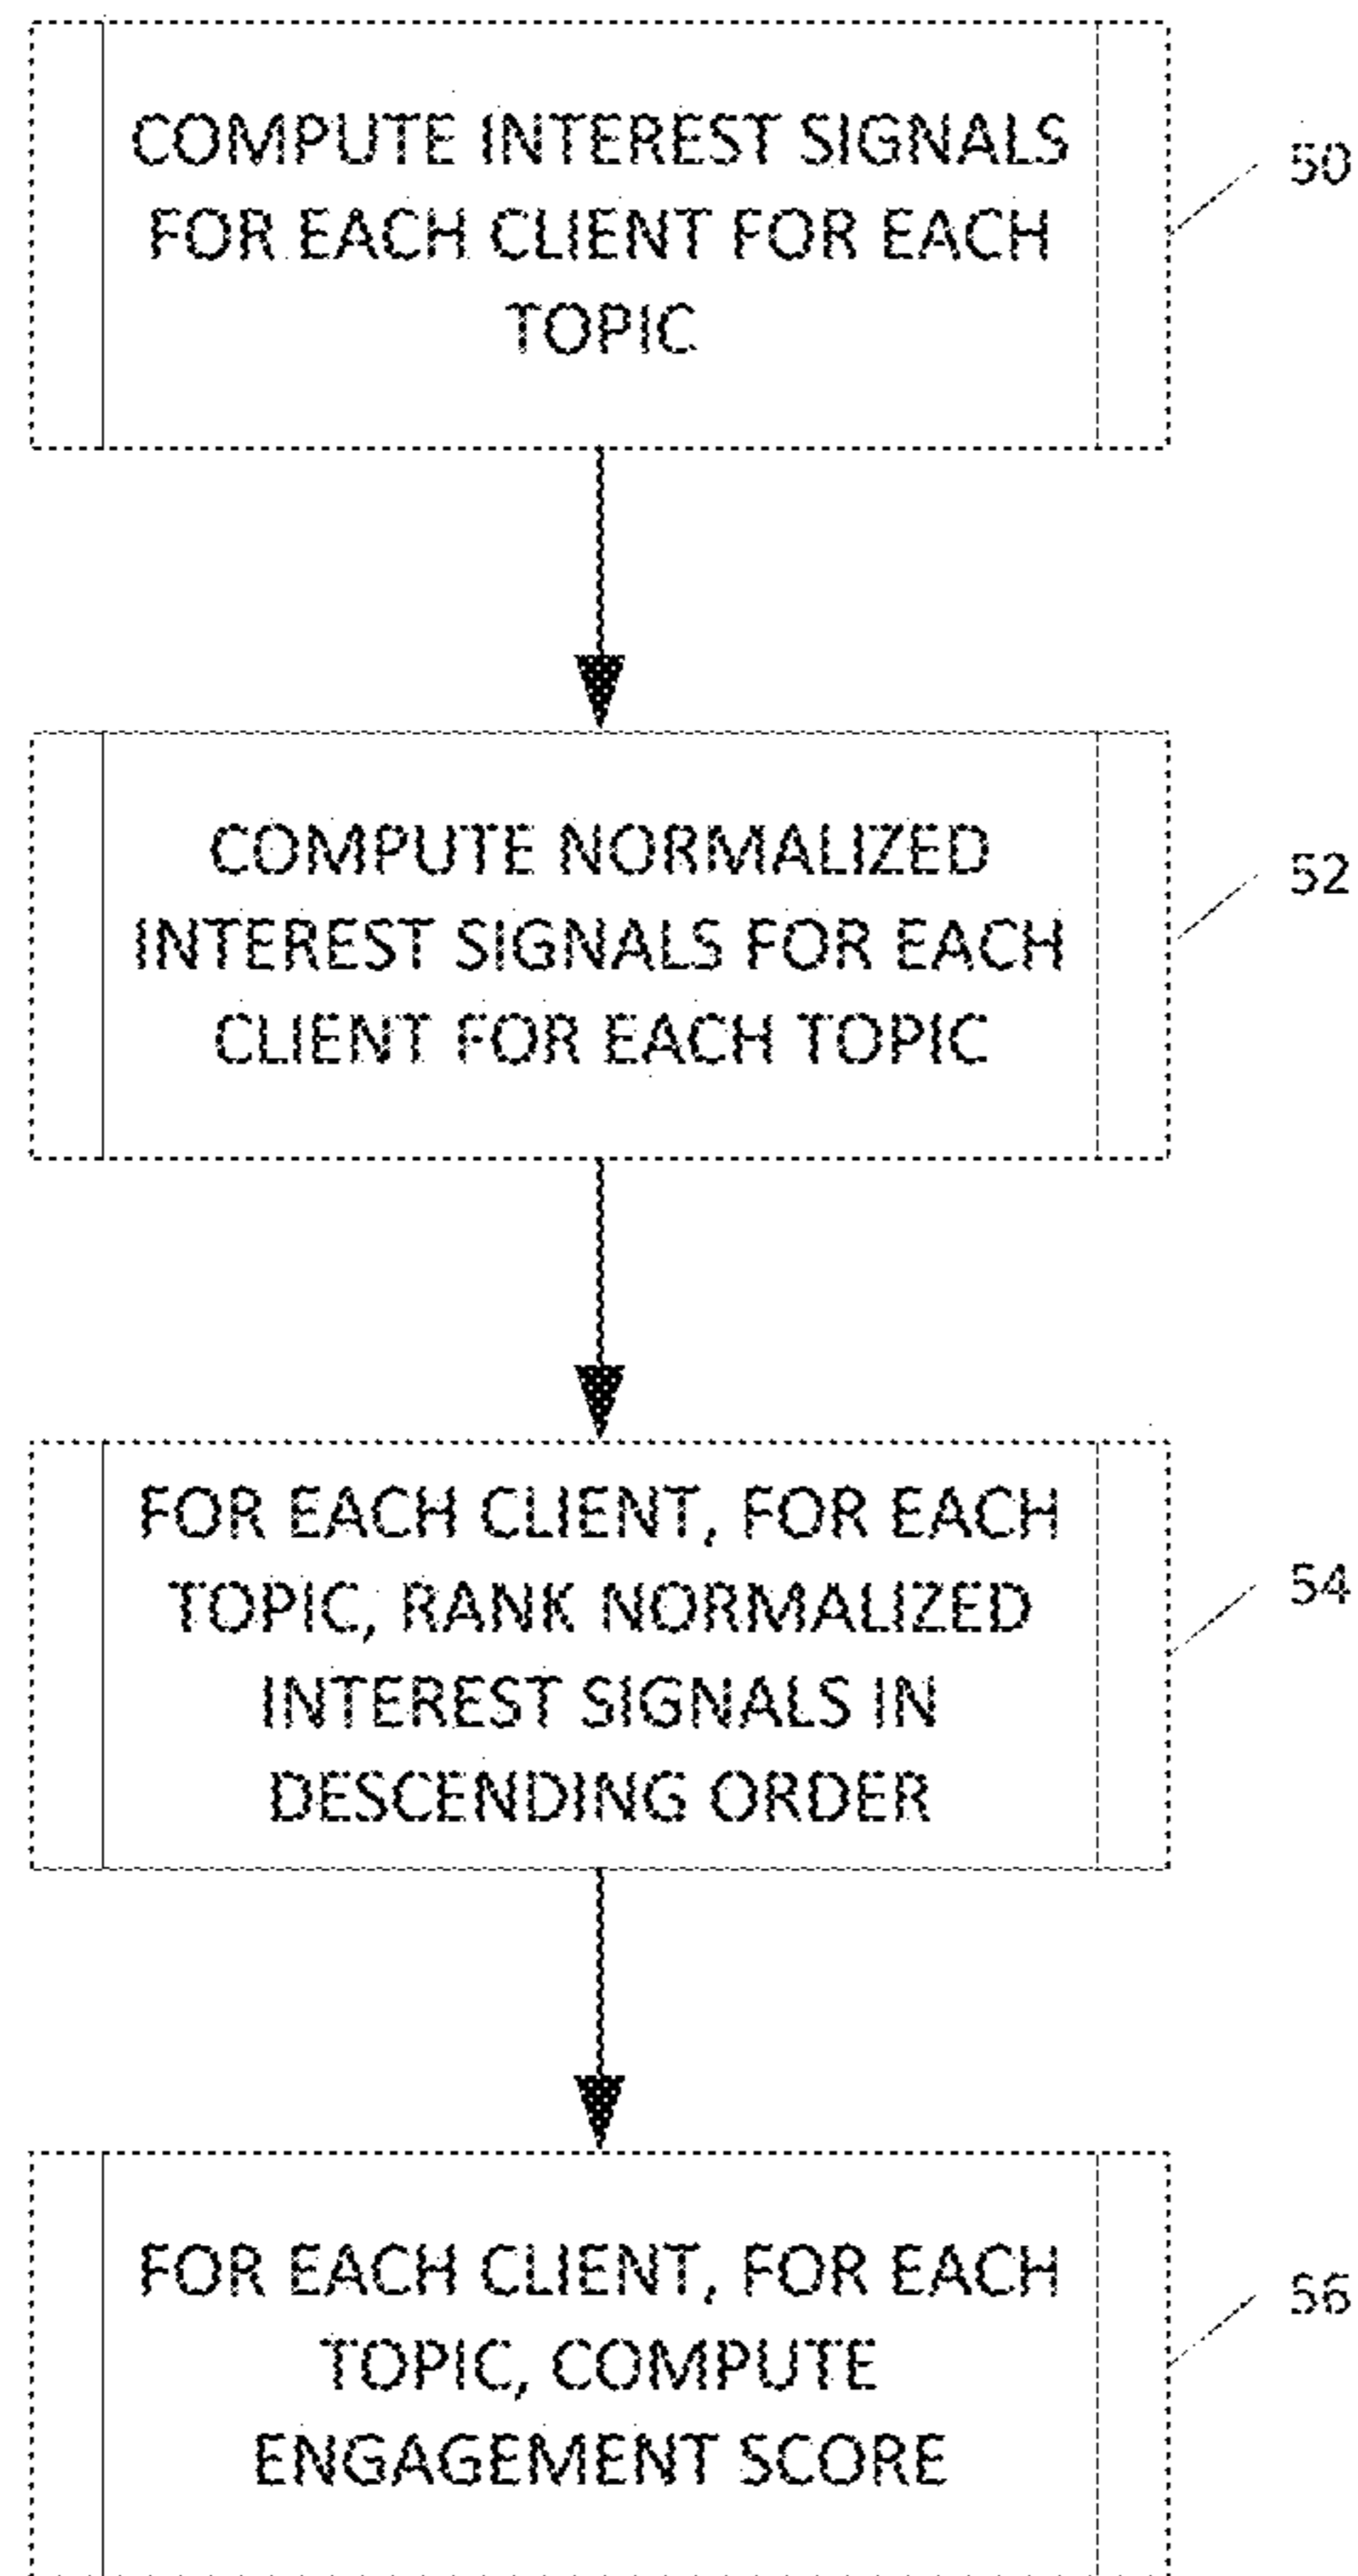 COMPUTE INTEREST SIGNALS
FOR EACH CLIENT FOR EACH
TOPIC
50
COMPUTE NORMALIZED
INTEREST SIGNALS FOR EACH
CLIENT FOR EACH TOPIC
52
FOR EACH CLIENT, FOR EACH
TOPIC, RANK NORMALIZED
INTEREST SIGNALS IN
DESCENDING ORDER
54
FOR EACH CLIENT, FOR EACH
TOPIC, COMPUTE
ENGAGEMENT SCORE
56